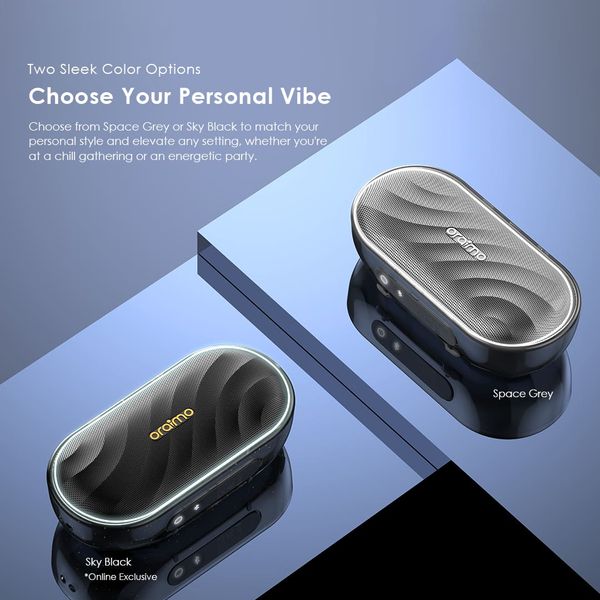 Two Sleek Color Options
Choose Your Personal Vibe
Choose from Space Grey or Sky Black to match your
personal style and elevate any setting, whether you're
at a chill gathering or an energetic party.
oraimo
Space Grey
oraimo
Sky Black
*Online Exclusive